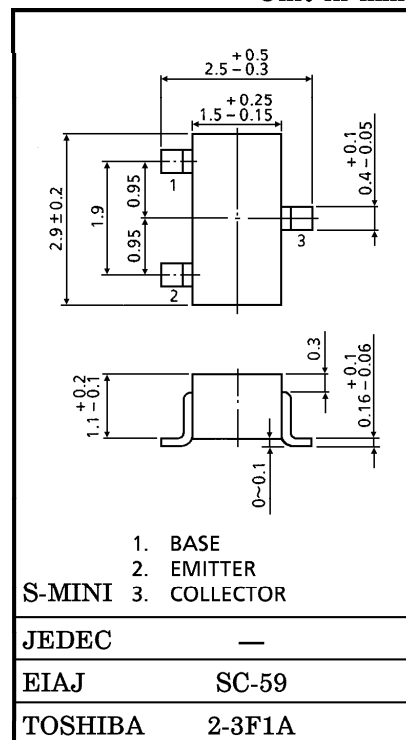 +0.5
2.5 −0.3
+0.25
1.5 −0.15
2.9 ± 0.2
1.9
0.95
0.95
1
2
3
+0.1
0.4 −0.05
+0.2
1.1 −0.1
0.3
+0.1
0.16 −0.06
0~0.1
1. BASE
2. EMITTER
S-MINI 3. COLLECTOR
JEDEC —
EIAJ SC-59
TOSHIBA 2-3F1A